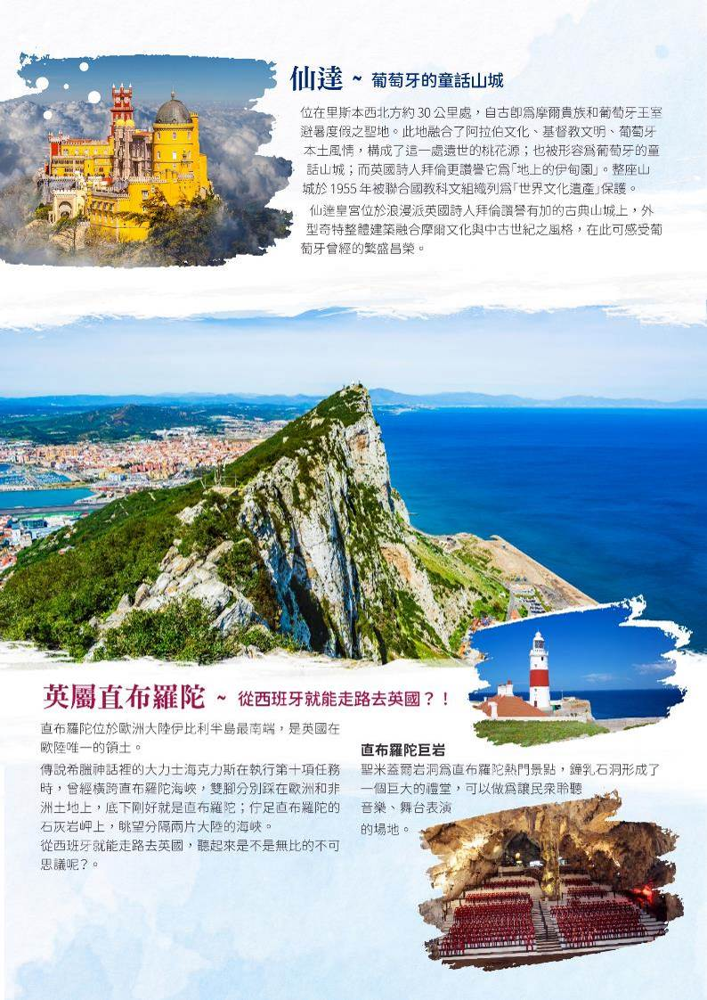 仙達 ~ 葡萄牙的童話山城
位在里斯本西北方約 30 公里處，自古卽爲摩爾貴族和葡萄牙王室
避暑度假之聖地。此地融合了阿拉伯文化、基督教文明、葡萄牙
本土風情，構成了這一處遺世的桃花源；也被形容爲葡萄牙的童
話山城；而英國詩人拜倫更讚譽它爲「地上的伊甸園」。整座山
城於 1955 年被聯合國教科文組織列爲「世界文化遺產」保護。
仙達皇宮位於浪漫派英國詩人拜倫讚譽有加的古典山城上，外
型奇特整體建築融合摩爾文化與中古世紀之風格，在此可感受葡
萄牙曾經的繁盛昌榮。
英屬直布羅陀 ~ 從西班牙就能走路去英國？！
直布羅陀位於歐洲大陸伊比利半島最南端，是英國在
歐陸唯一的領土。
傳說希臘神話裡的大力士海克力斯在執行第十項任務
時，曾經橫跨直布羅陀海峽，雙腳分別踩在歐洲和非
洲土地上，底下剛好就是直布羅陀；佇足直布羅陀的
石灰岩岬上，眺望分隔兩片大陸的海峽。
從西班牙就能走路去英國，聽起來是不是無比的不可
思議呢？。
直布羅陀巨岩
聖米蓋爾岩洞爲直布羅陀熱門景點，鐘乳石洞形成了
一個巨大的禮堂，可以做爲讓民衆聆聽
音樂、舞台表演
的場地。